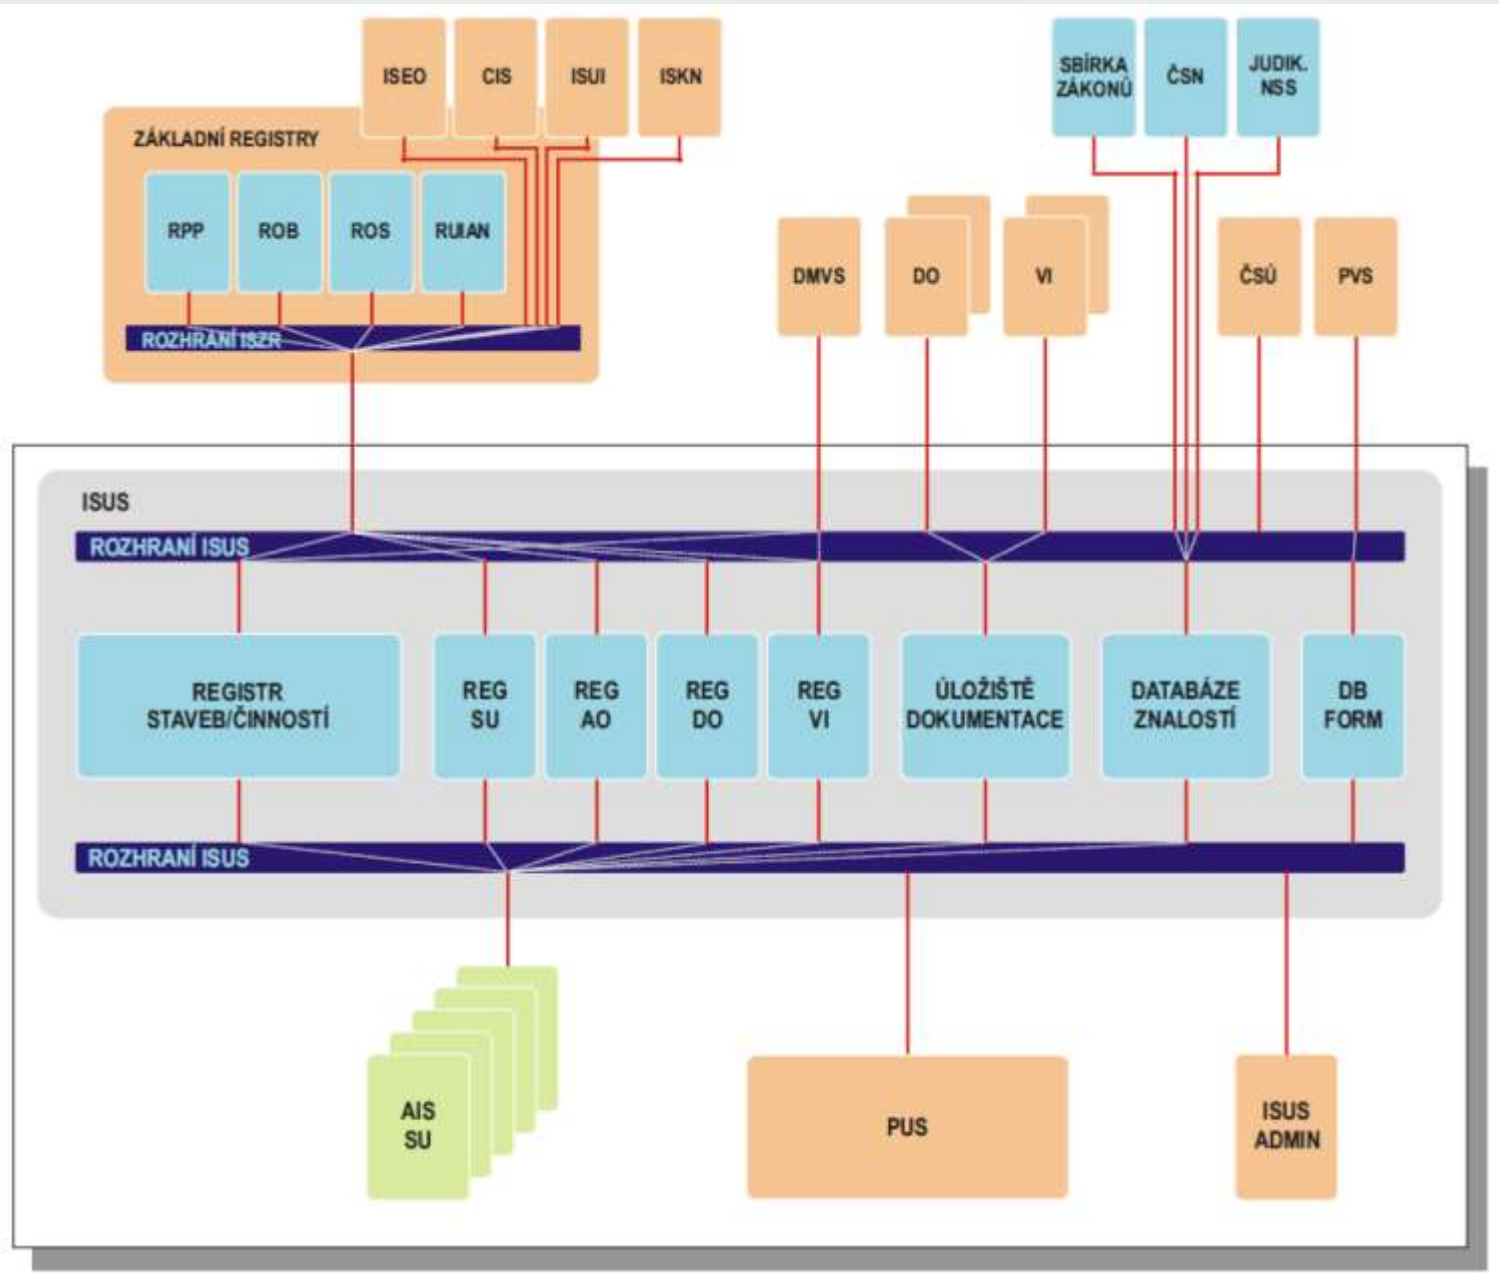 ISEO
CIS
ISUI
ISKN
SBÍRKA
ZÁKONŮ
ČSN
JUDIK.
NSS
ZÁKLADNÍ REGISTRY
RPP
ROB
ROS
RUIAN
ROZHRANÍ ISZR
DMVS
DO
VI
ČSÚ
PVS
ISUS
ROZHRANÍ ISUS
REGISTR
STAVEB/ČINNOSTÍ
REG
SU
REG
AO
REG
DO
REG
VI
ÚLOŽIŠTĚ
DOKUMENTACE
DATABÁZE
ZNALOSTÍ
DB
FORM
ROZHRANÍ ISUS
AIS
SU
PUS
ISUS
ADMIN